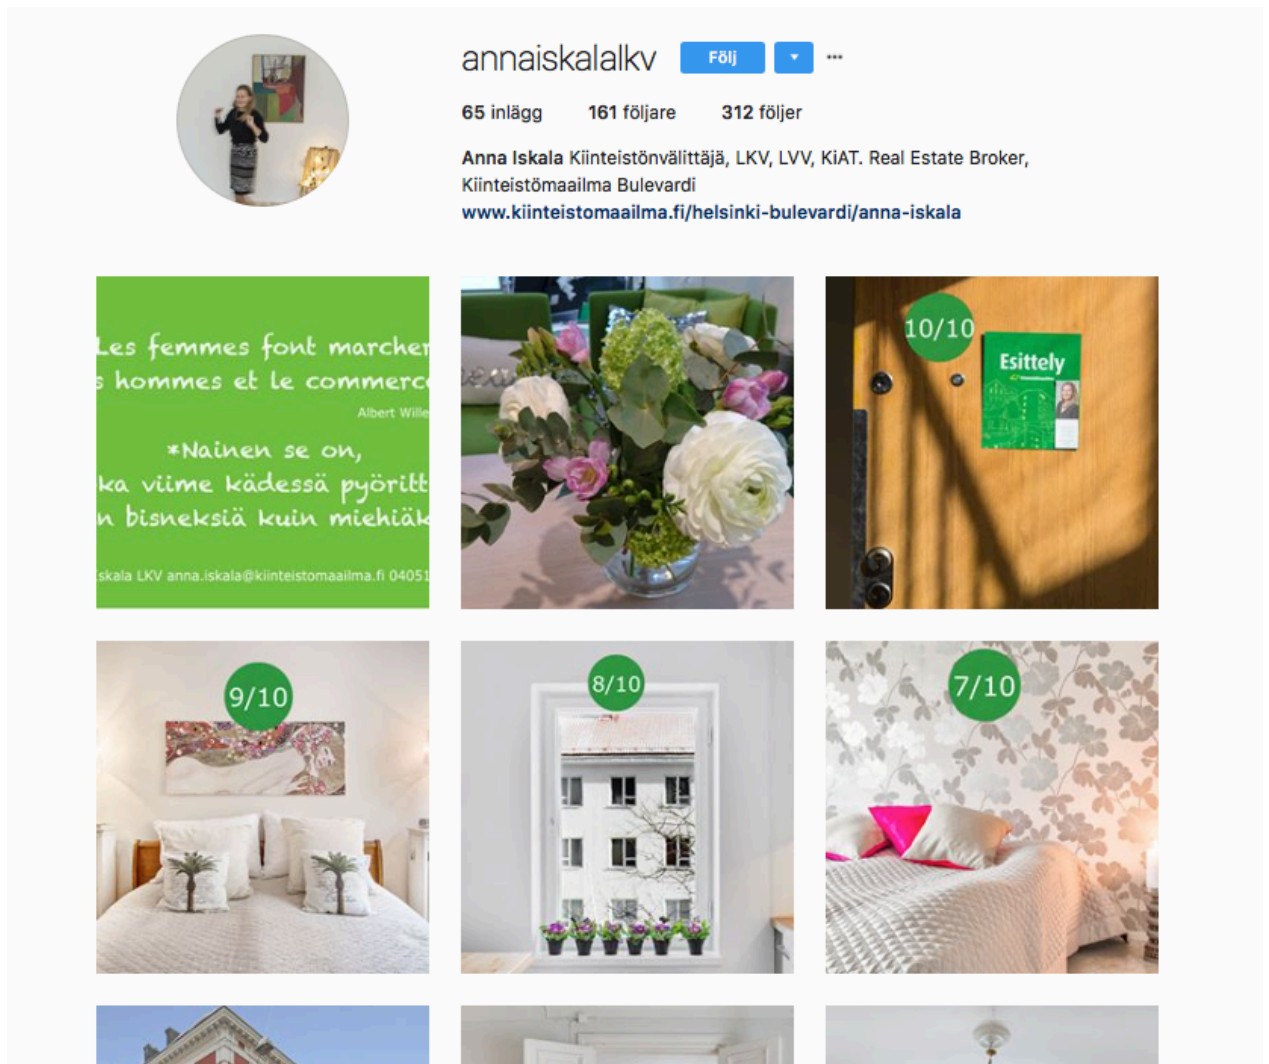 annaiskalalkv Följ
65 inlägg 161 följare 312 följer
Anna Iskala Kiinteistönvälittäjä, LKV, LVV, KiAT. Real Estate Broker,
Kiinteistömaailma Bulevardi
www.kiinteistomaailma.fi/helsinki-bulevardi/anna-iskala
Les femmes font marcher
s hommes et le commerce
Albert Wille
*Nainen se on,
ka viime kädessä pyöritt
n bisneksiä kuin miehiäk
skala LKV anna.iskala@kiinteistomaailma.fi 04051
10/10
Esittely
9/10
8/10
7/10